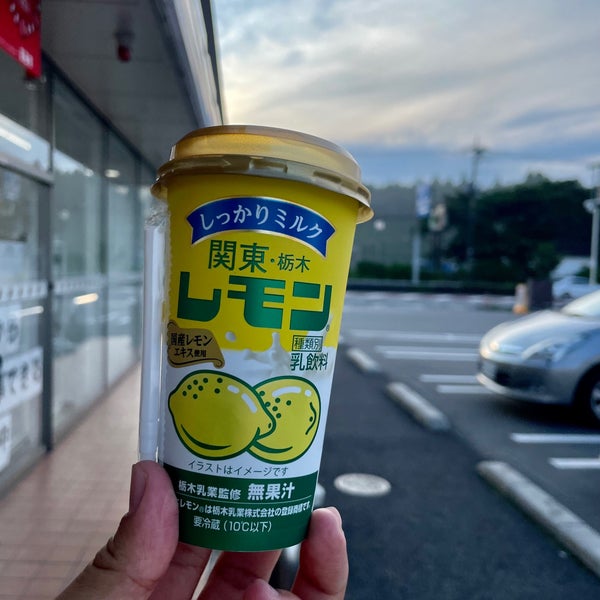 しっかりミルク
関東・栃木
レモン®
国産レモン
エキス使用
種類別
乳飲料
イラストはイメージです
栃木乳業監修 無果汁
レモン®は栃木乳業株式会社の登録商標です
要冷蔵(10℃以下)